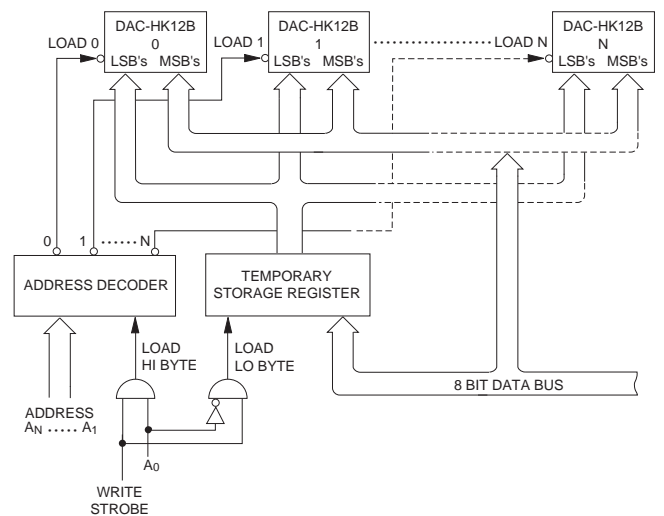 DAC-HK12B
0
LSB's MSB's
LOAD 0
DAC-HK12B
1
LSB's MSB's
LOAD 1
DAC-HK12B
N
LSB's MSB's
LOAD N
0 1 ...... N
ADDRESS DECODER
TEMPORARY
STORAGE REGISTER
LOAD
HI BYTE
LOAD
LO BYTE
8 BIT DATA BUS
ADDRESS
AN ..... A1
A0
WRITE
STROBE